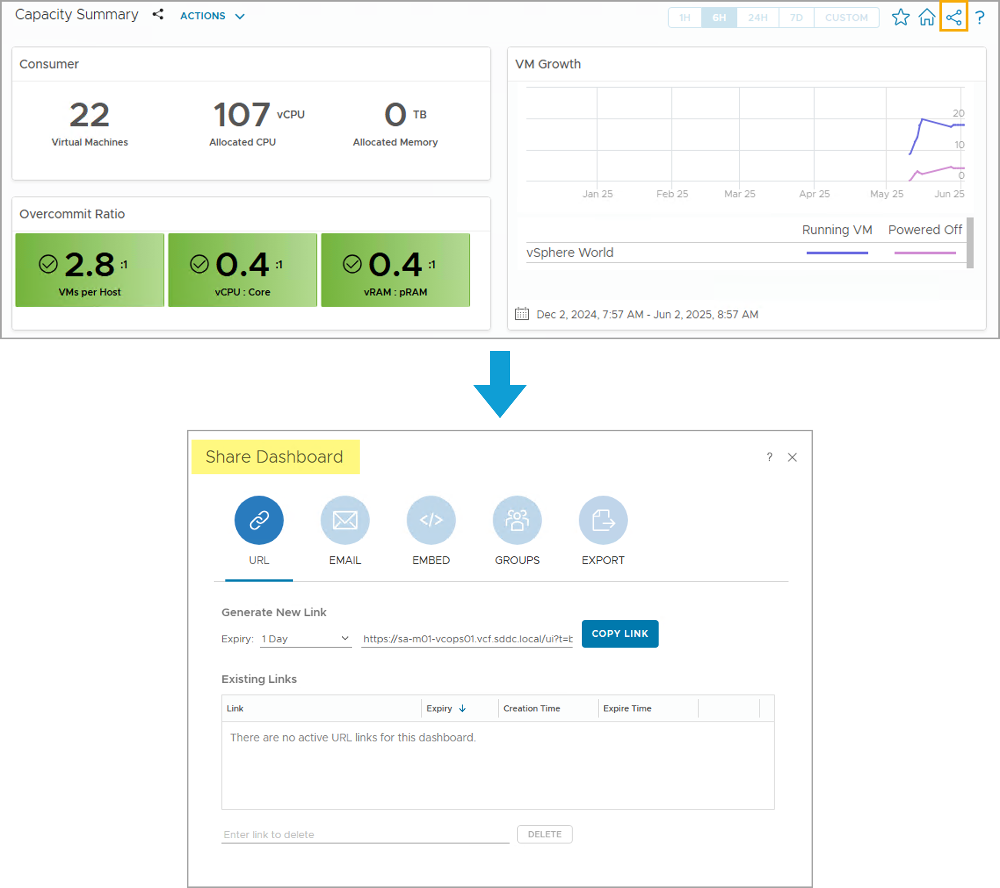 Capacity Summary ACTIONS
1H 6H 24H 7D CUSTOM ?
Consumer
22
Virtual Machines
107 vCPU
Allocated CPU
0 TB
Allocated Memory
Overcommit Ratio
2.8 :1
VMs per Host
0.4 :1
vCPU : Core
0.4 :1
vRAM : pRAM
VM Growth
20
10
0
Jan 25 Feb 25 Mar 25 Apr 25 May 25 Jun 25
Running VM Powered Off
vSphere World
Dec 2, 2024, 7:57 AM - Jun 2, 2025, 8:57 AM
Share Dashboard ?
</>
URL EMAIL EMBED GROUPS EXPORT
Generate New Link
Expiry: 1 Day https://sa-m01-vcops01.vcf.sddc.local/ui?t=b COPY LINK
Existing Links
Link Expiry Creation Time Expire Time
There are no active URL links for this dashboard.
Enter link to delete DELETE